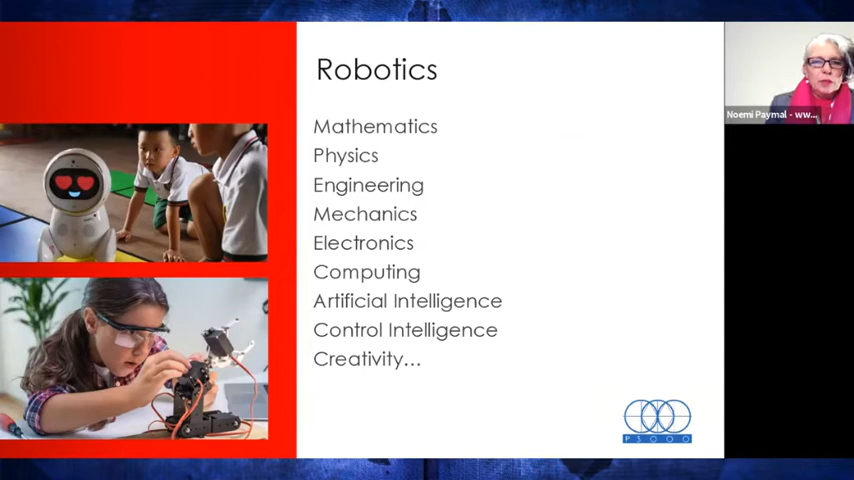 Robotics
Mathematics
Physics
Engineering
Mechanics
Electronics
Computing
Artificial Intelligence
Control Intelligence
Creativity...
P3000
Noemi Paymal - ww...